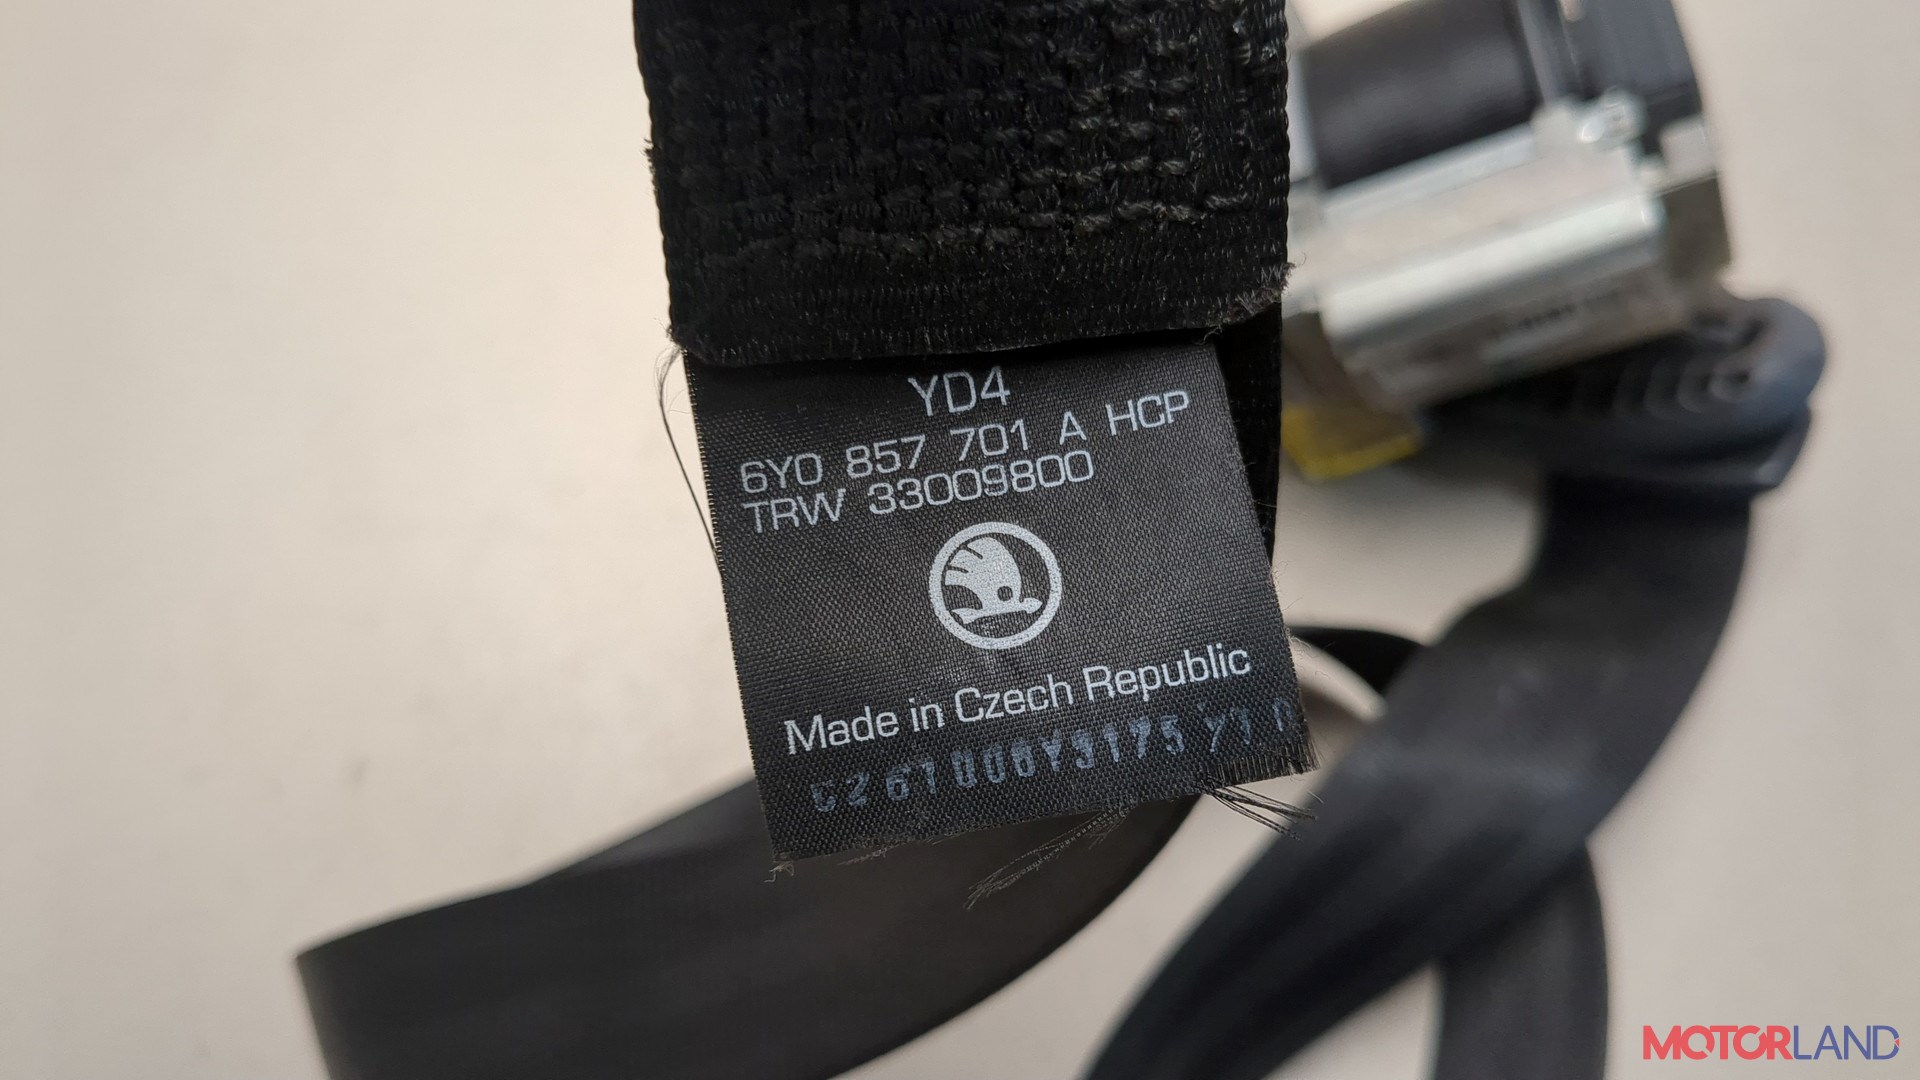 YD4
6Y0 857 701 A HCP
TRW 33009800
Made in Czech Republic
MOTORLAND